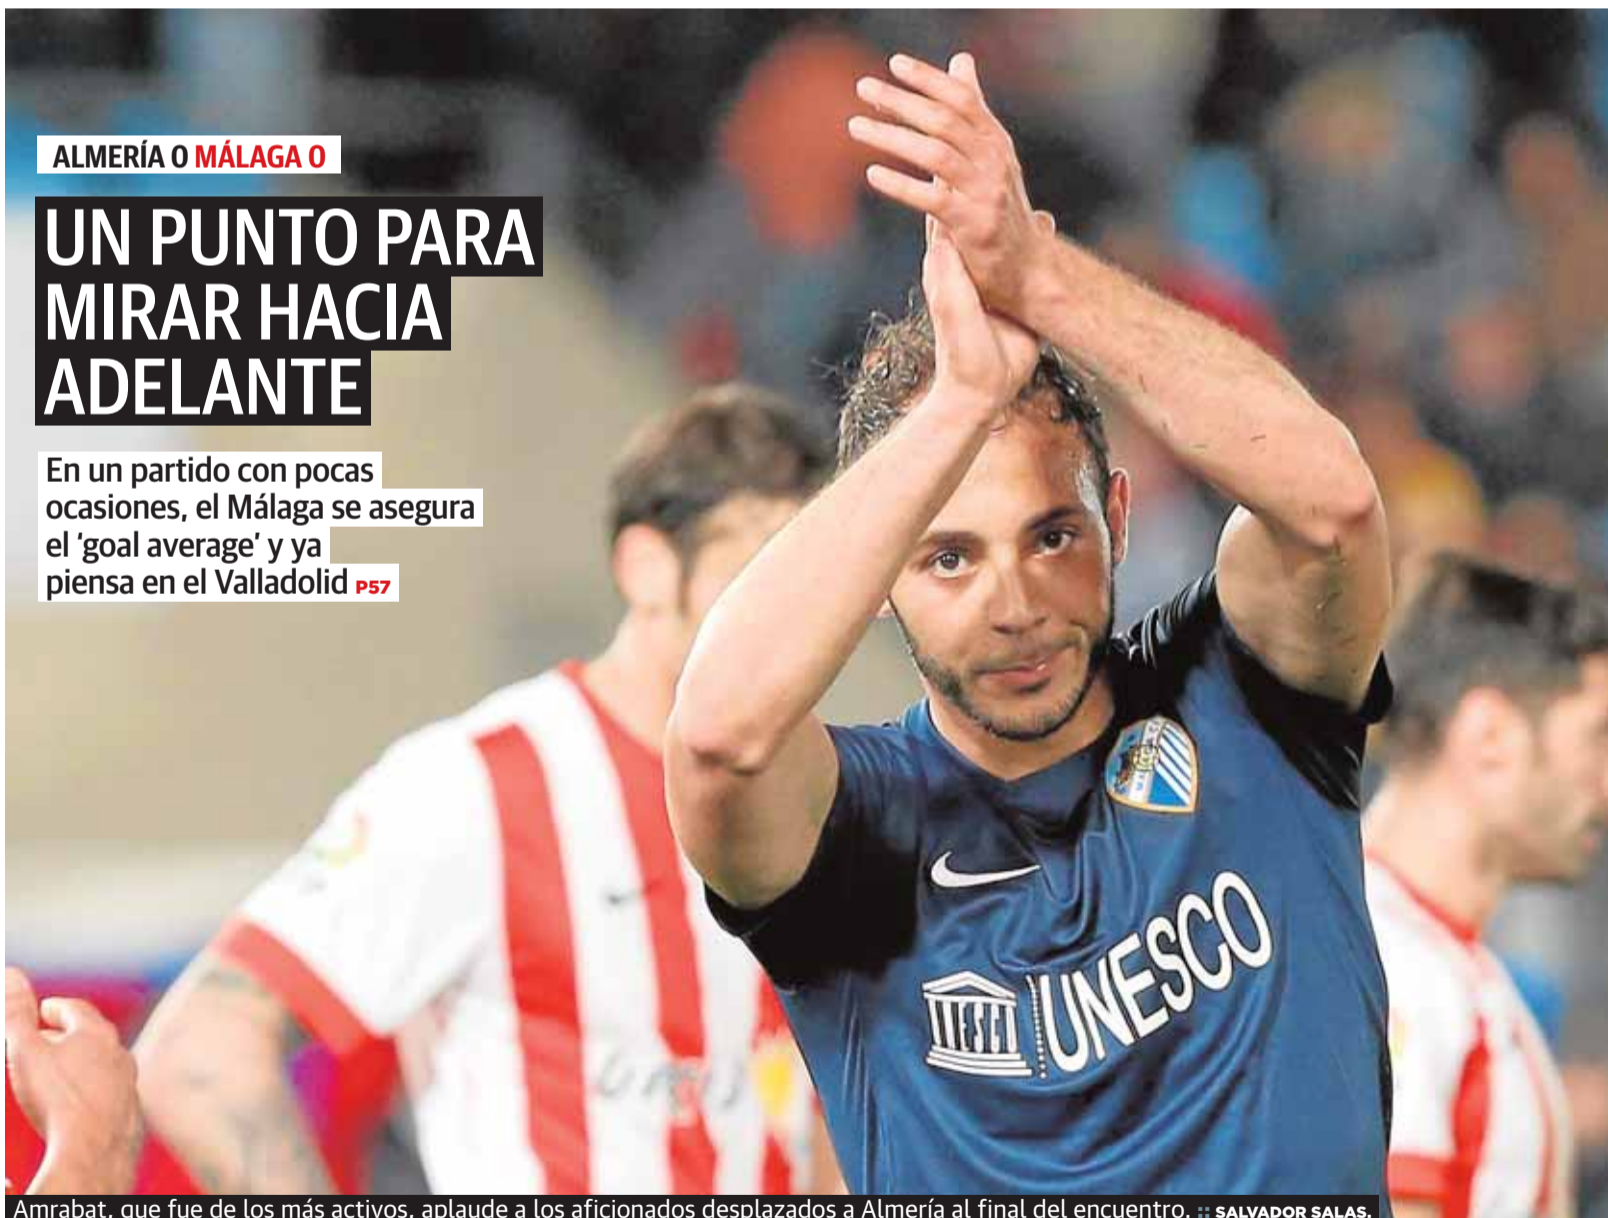 ALMERÍA 0 MÁLAGA 0
UN PUNTO PARA
MIRAR HACIA
ADELANTE
En un partido con pocas
ocasiones, el Málaga se asegura
el ‘goal average’ y ya
piensa en el Valladolid P57
UNESCO
Amrabat, que fue de los más activos, aplaude a los aficionados desplazados a Almería al final del encuentro. :: SALVADOR SALAS.